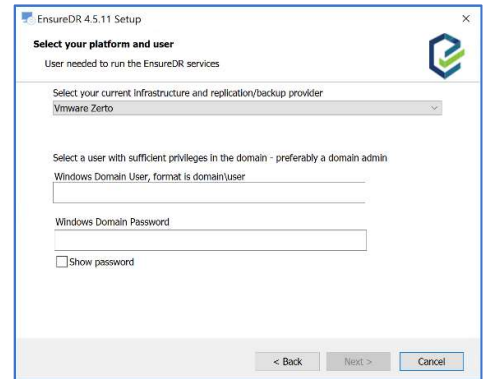 EnsureDR 4.5.11 Setup
Select your platform and user
User needed to run the EnsureDR services
Select your current infrastructure and replication/backup provider
Vmware Zerto
Select a user with sufficient privileges in the domain - preferably a domain admin
Windows Domain User, format is domain\user
Windows Domain Password
Show password
< Back Next > Cancel